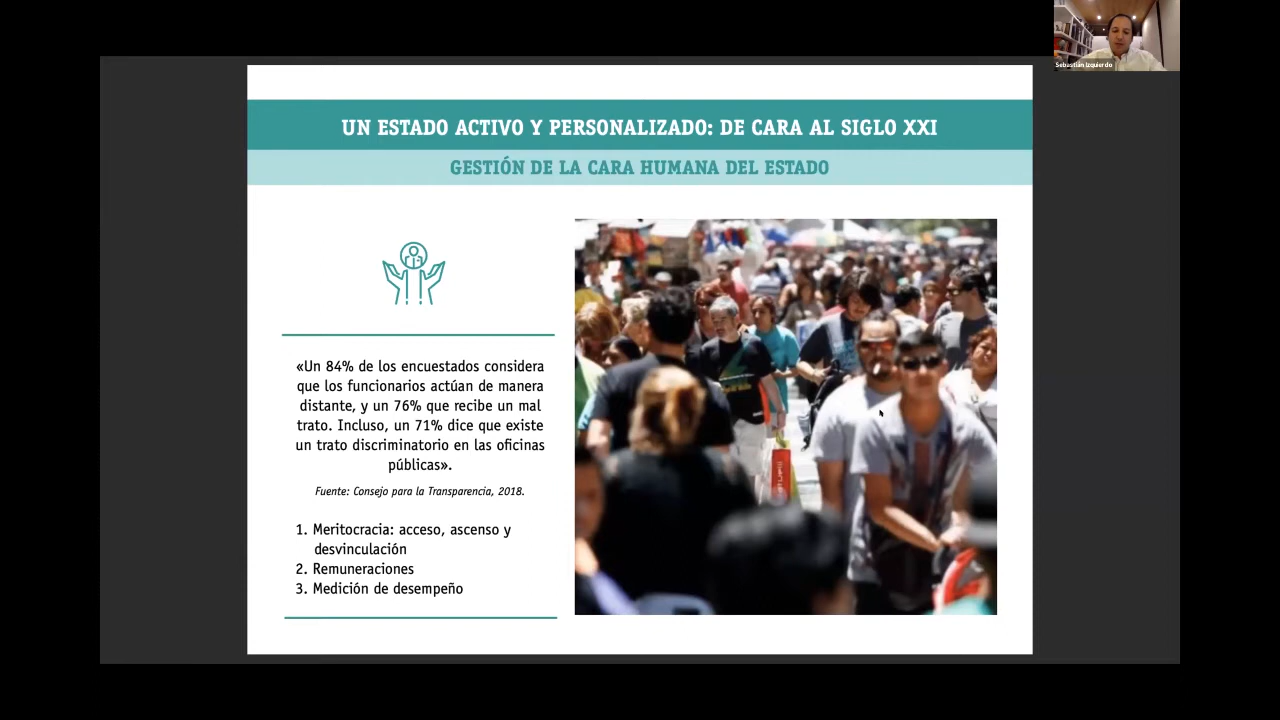 Sebastián Izquierdo
UN ESTADO ACTIVO Y PERSONALIZADO: DE CARA AL SIGLO XXI
GESTIÓN DE LA CARA HUMANA DEL ESTADO
«Un 84% de los encuestados considera
que los funcionarios actúan de manera
distante, y un 76% que recibe un mal
trato. Incluso, un 71% dice que existe
un trato discriminatorio en las oficinas
públicas».
Fuente: Consejo para la Transparencia, 2018.
1. Meritocracia: acceso, ascenso y
desvinculación
2. Remuneraciones
3. Medición de desempeño